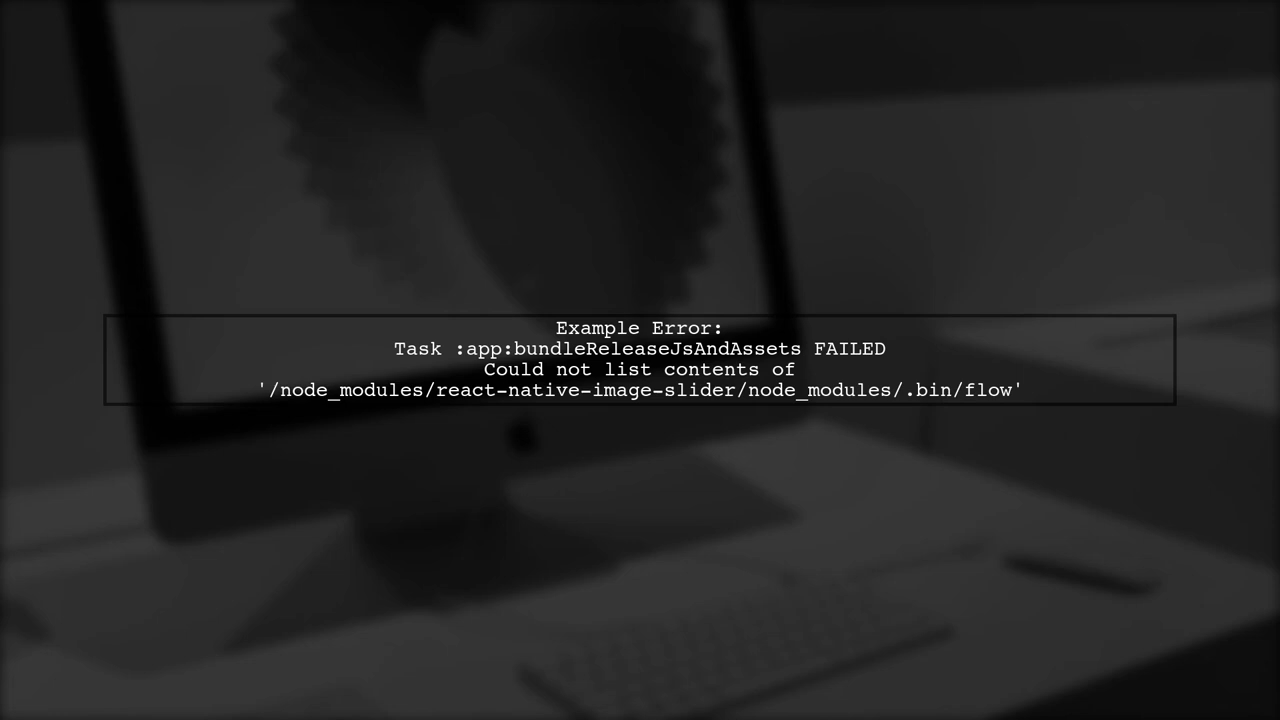 Example Error:
Task :app:bundleReleaseJsAndAssets FAILED
Could not list contents of
'/node_modules/react-native-image-slider/node_modules/.bin/flow'